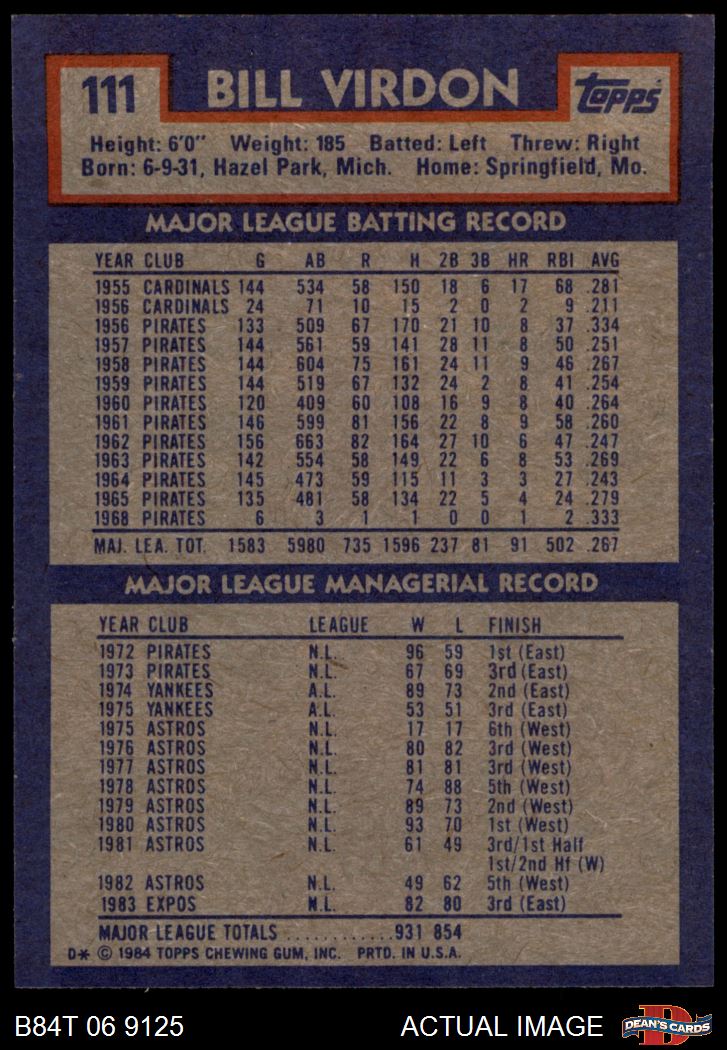 111 BILL VIRDON Topps
Height: 6'0" Weight: 185 Batted: Left Threw: Right
Born: 6-9-31, Hazel Park, Mich. Home: Springfield, Mo.
MAJOR LEAGUE BATTING RECORD
YEAR CLUB G AB R H 2B 3B HR RBI AVG
1955 CARDINALS 144 534 58 150 18 6 17 68 .281
1956 CARDINALS 24 71 10 15 2 0 2 9 .211
1956 PIRATES 133 509 67 170 21 10 8 37 .334
1957 PIRATES 144 561 59 141 28 11 8 50 .251
1958 PIRATES 144 604 75 161 24 11 9 46 .267
1959 PIRATES 144 519 67 132 24 2 8 41 .254
1960 PIRATES 120 409 60 108 16 9 8 40 .264
1961 PIRATES 146 599 81 156 22 8 9 58 .260
1962 PIRATES 156 663 82 164 27 10 6 47 .247
1963 PIRATES 142 554 58 149 22 6 8 53 .269
1964 PIRATES 145 473 59 115 11 3 3 27 .243
1965 PIRATES 135 481 58 134 22 5 4 24 .279
1968 PIRATES 6 3 1 1 0 0 1 2 .333
MAJ. LEA. TOT. 1583 5980 735 1596 237 81 91 502 .267
MAJOR LEAGUE MANAGERIAL RECORD
YEAR CLUB LEAGUE W L FINISH
1972 PIRATES N.L. 96 59 1st (East)
1973 PIRATES N.L. 67 69 3rd (East)
1974 YANKEES A.L. 89 73 2nd (East)
1975 YANKEES A.L. 53 51 3rd (East)
1975 ASTROS N.L. 17 17 6th (West)
1976 ASTROS N.L. 80 82 3rd (West)
1977 ASTROS N.L. 81 81 3rd (West)
1978 ASTROS N.L. 74 88 5th (West)
1979 ASTROS N.L. 89 73 2nd (West)
1980 ASTROS N.L. 93 70 1st (West)
1981 ASTROS N.L. 61 49 3rd/1st Half
1st/2nd Hf (W)
1982 ASTROS N.L. 49 62 5th (West)
1983 EXPOS N.L. 82 80 3rd (East)
MAJOR LEAGUE TOTALS ............931 854
D* © 1984 TOPPS CHEWING GUM, INC. PRTD. IN U.S.A.
B84T 06 9125 ACTUAL IMAGE D DEAN'S CARDS